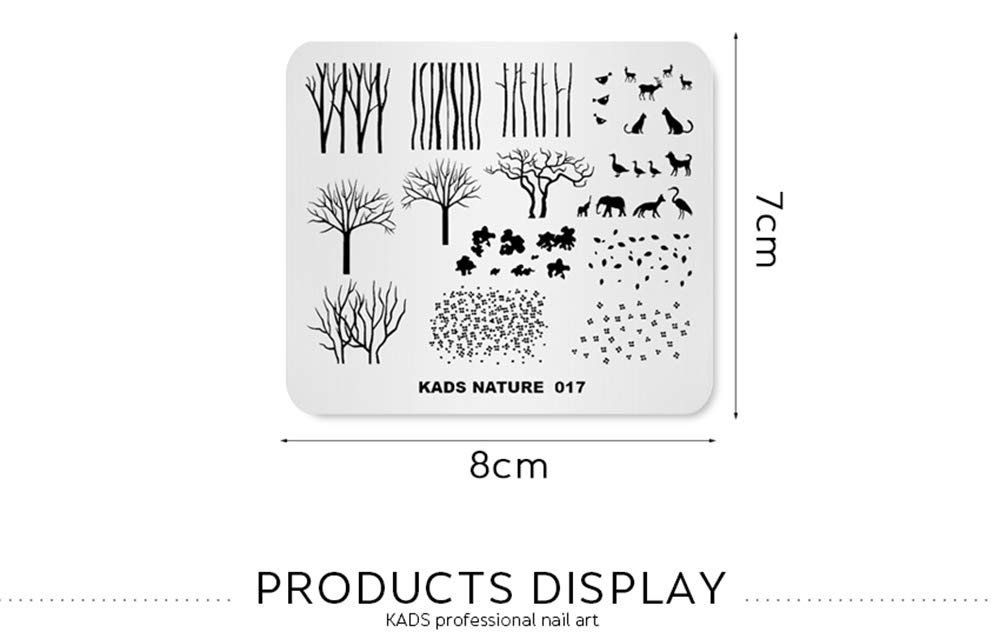 KADS NATURE 017
7cm
8cm
PRODUCTS DISPLAY
KADS professional nail art